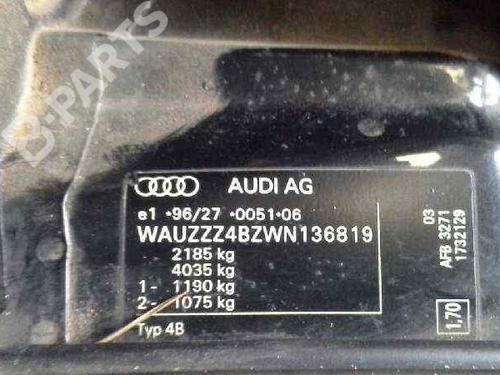 B-PARTS
AUDI AG
e1 *96/27 *0051*06
WAUZZZ4BZWN136819
- 2185 kg
- 4035 kg
1 - 1190 kg
2 - 1075 kg
Typ 4B
03
AFB 3271
1732129
1,70